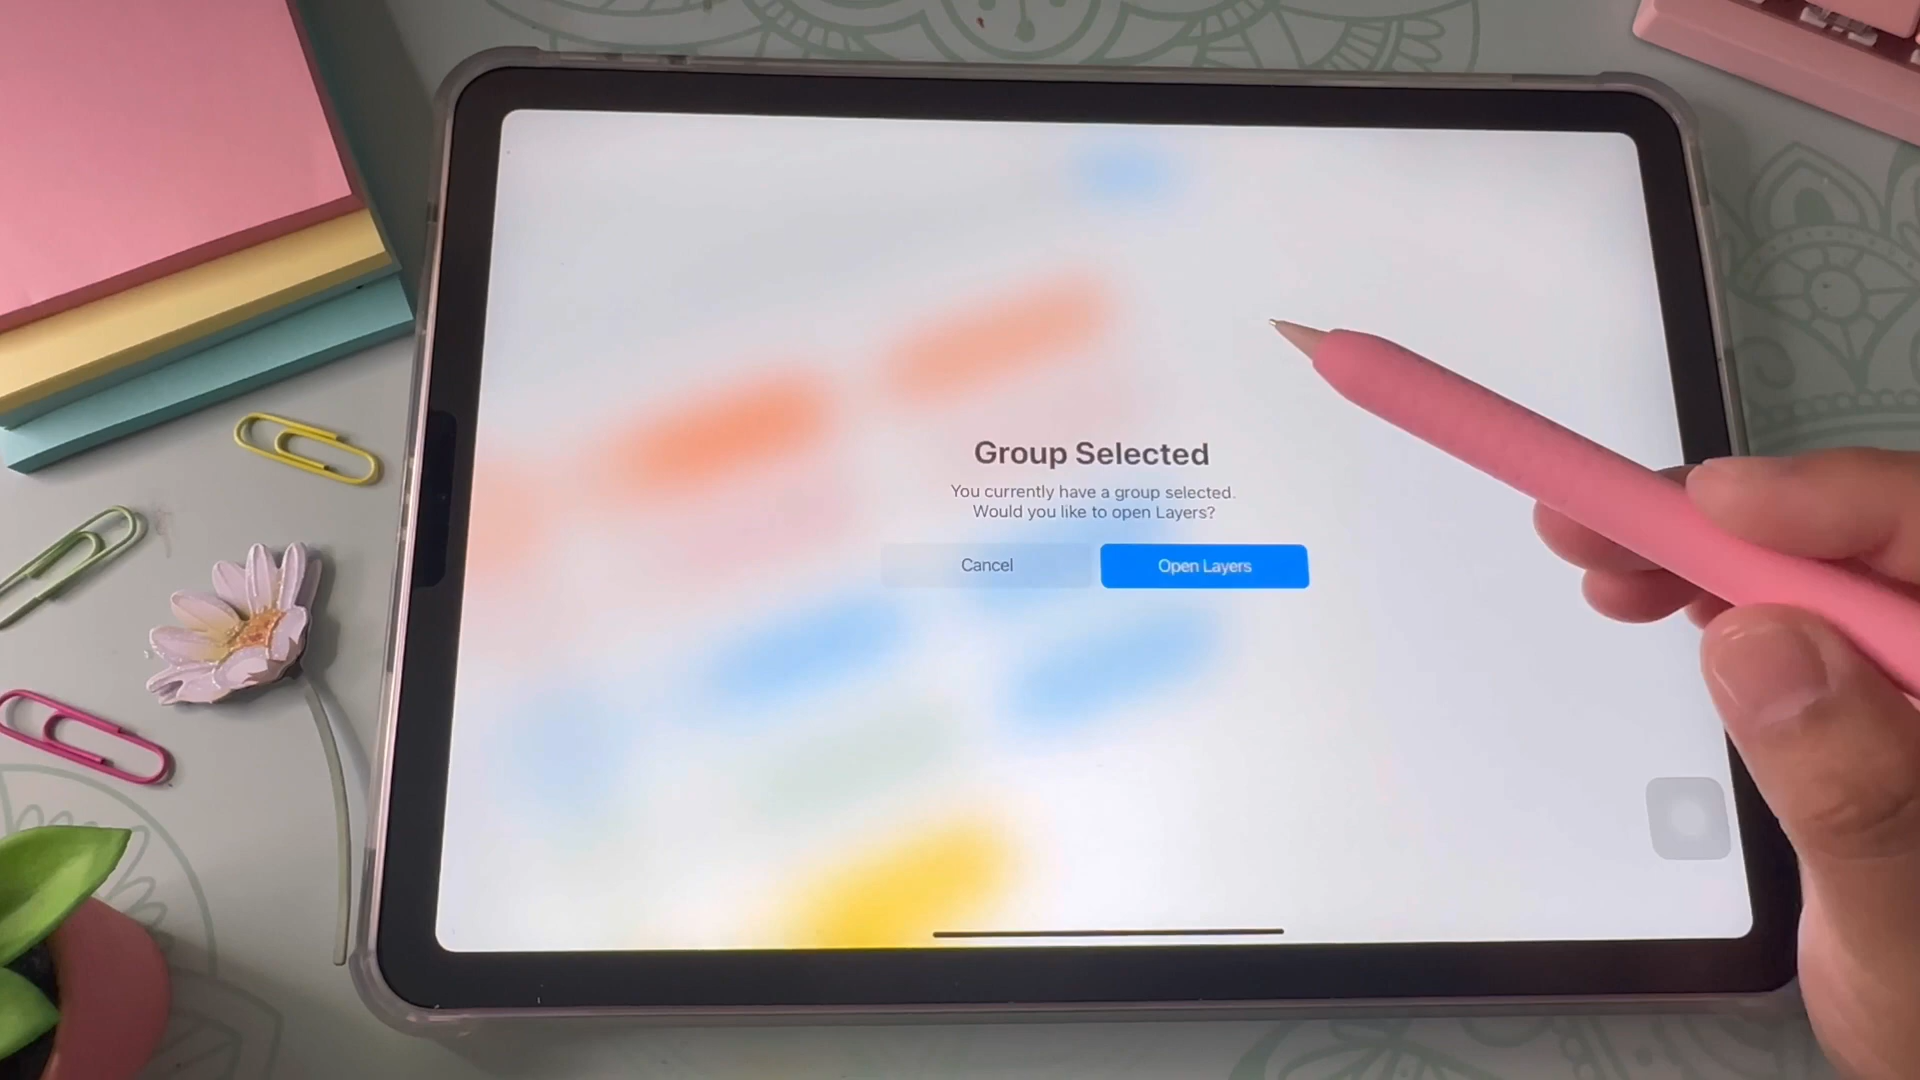 Group Selected
You currently have a group selected.
Would you like to open Layers?
Cancel
Open Layers